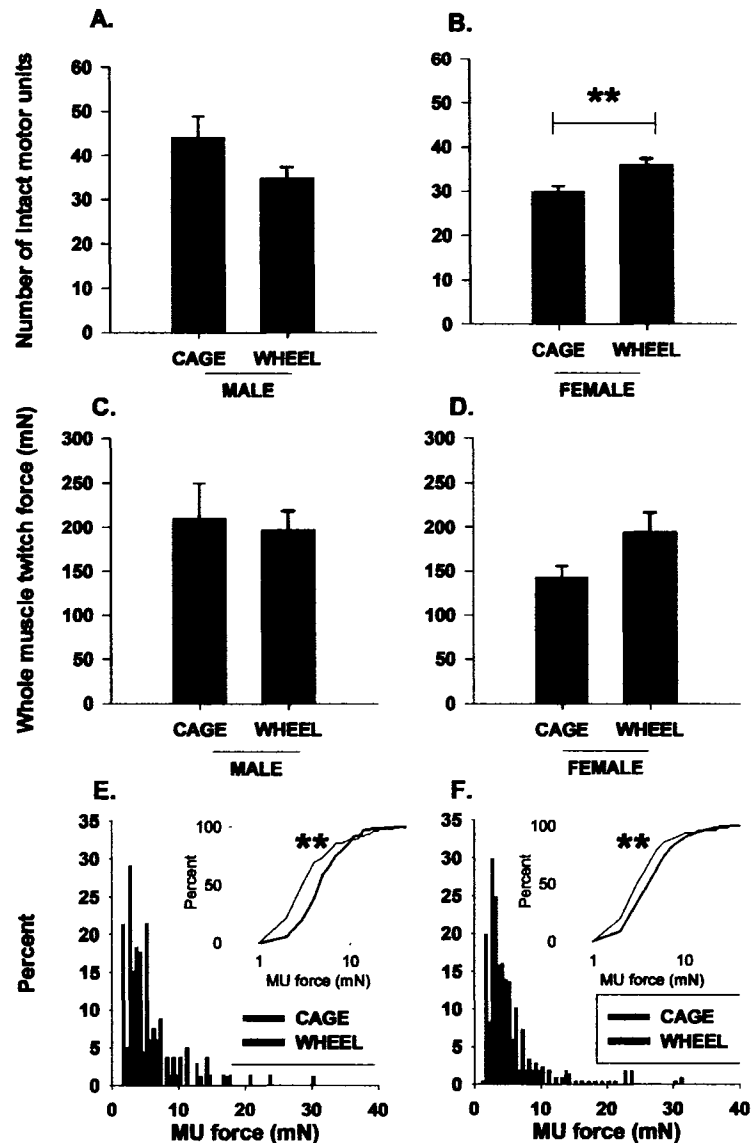 A.
Number of Intact motor units
60
50
40
30
20
10
0
CAGE WHEEL
MALE
B.
60
50
40
30
20
10
0
**
CAGE WHEEL
FEMALE
C.
Whole muscle twitch force (mN)
300
250
200
150
100
50
0
CAGE WHEEL
MALE
D.
300
250
200
150
100
50
0
CAGE WHEEL
FEMALE
E.
Percent
35
30
25
20
15
10
5
0
0 10 20 30 40
MU force (mN)
Percent
100
50
0
**
1 10
MU force (mN)
CAGE
WHEEL
F.
35
30
25
20
15
10
5
0
0 10 20 30 40
MU force (mN)
Percent
100
50
0
**
1 10
MU force (mN)
CAGE
WHEEL